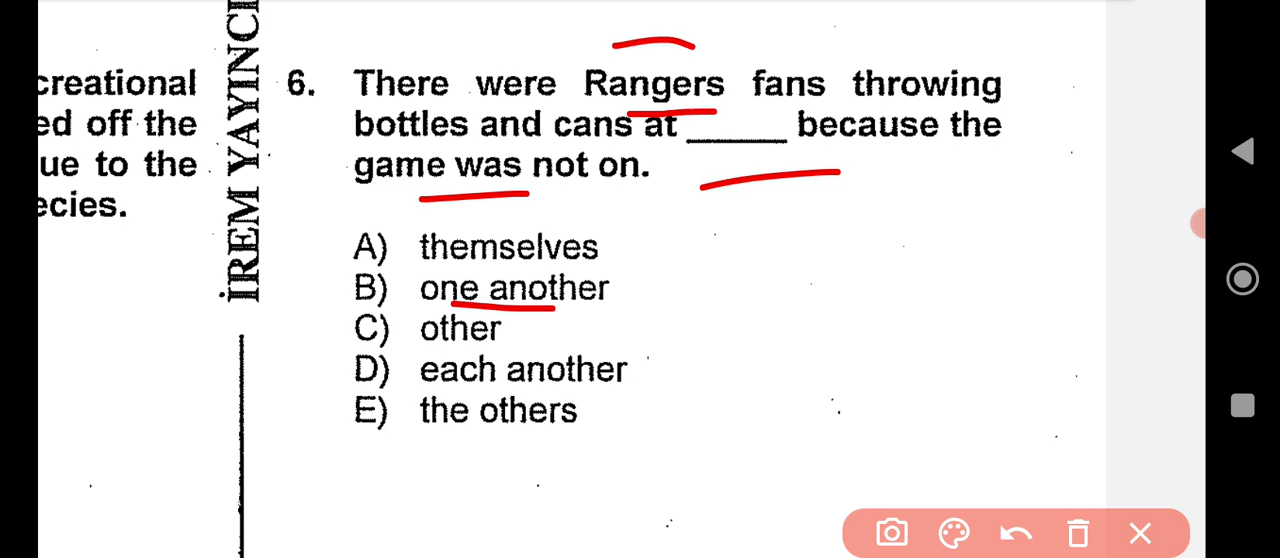 creational
ed off the
ue to the
ecies.
İREM YAYINCI
6. There were Rangers fans throwing
bottles and cans at ______ because the
game was not on.
A) themselves
B) one another
C) other
D) each another
E) the others